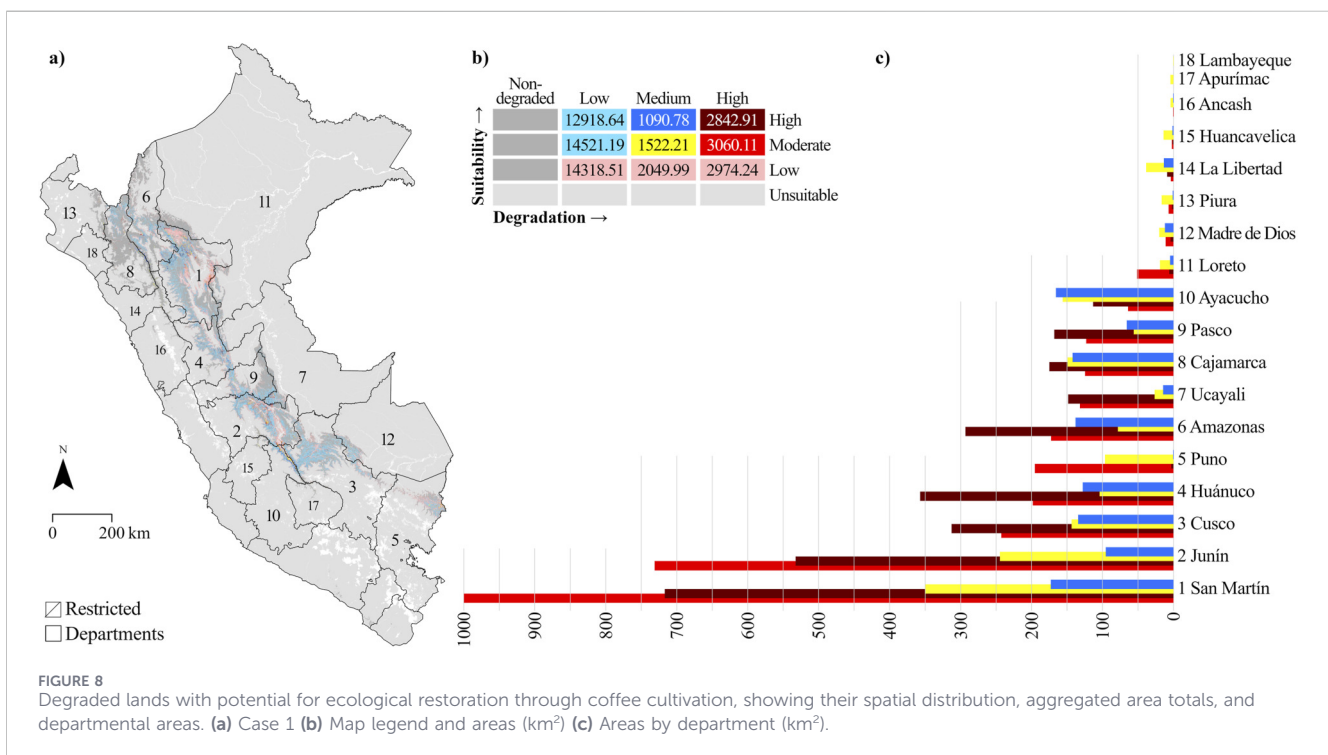 a)
6
13
11
18
1
8
14
16
4
9
7
2
12
15
3
10
17
5
N
0 200 km
Restricted
Departments
b)
Non-
degraded
Low Medium High
12918.64 1090.78 2842.91 High
14521.19 1522.21 3060.11 Moderate
14318.51 2049.99 2974.24 Low
Unsuitable
Suitability →
Degradation →
c)
18 Lambayeque
17 Apurímac
16 Ancash
15 Huancavelica
14 La Libertad
13 Piura
12 Madre de Dios
11 Loreto
10 Ayacucho
9 Pasco
8 Cajamarca
7 Ucayali
6 Amazonas
5 Puno
4 Huánuco
3 Cusco
2 Junín
1 San Martín
1000 900 800 700 600 500 400 300 200 100 0
FIGURE 8
Degraded lands with potential for ecological restoration through coffee cultivation, showing their spatial distribution, aggregated area totals, and
departmental areas. (a) Case 1 (b) Map legend and areas (km²) (c) Areas by department (km²).